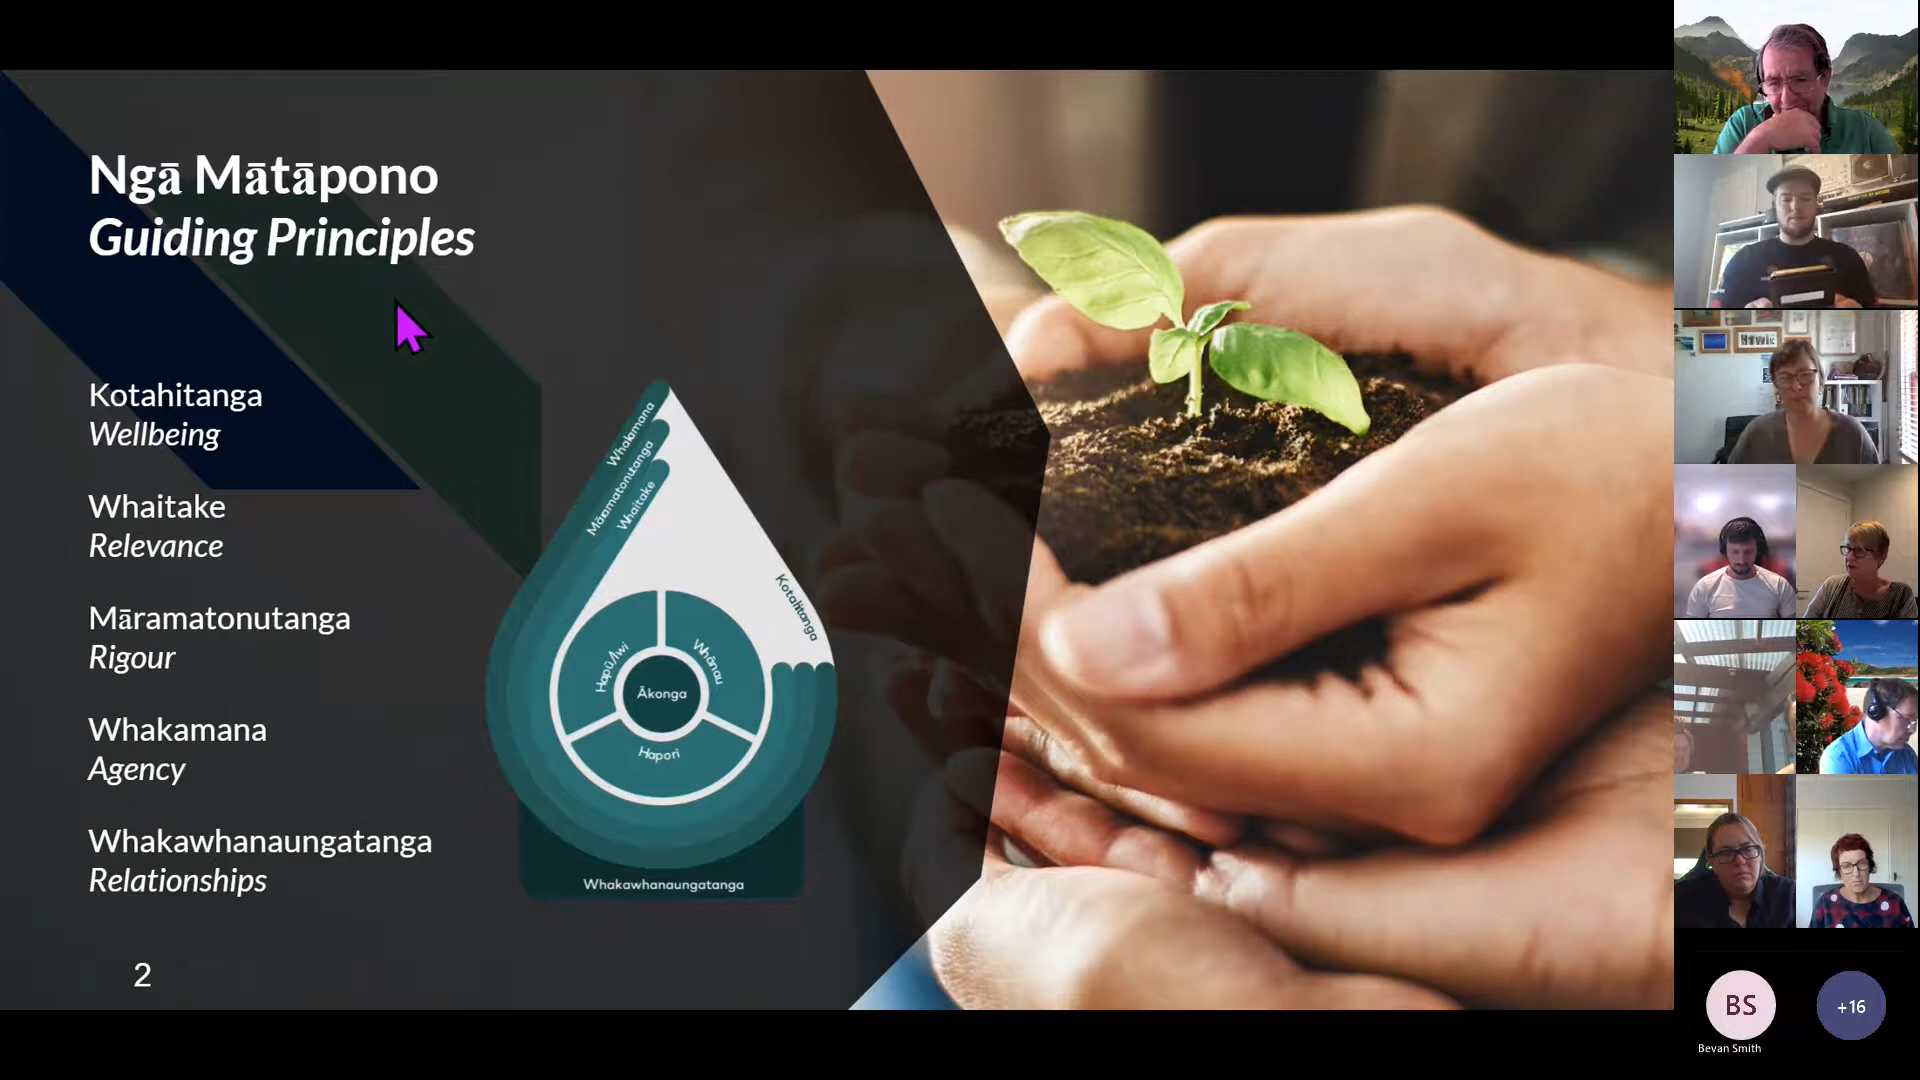 Ngā Mātāpono
Guiding Principles
Kotahitanga
Wellbeing
Whaitake
Relevance
Māramatonutanga
Rigour
Whakamana
Agency
Whakawhanaungatanga
Relationships
Whakamana
Māramatonutanga
Whaitake
Kotahitanga
Hapū/Iwi
Whānau
Ākonga
Hapori
Whakawhanaungatanga
2
BS
+16
Bevan Smith